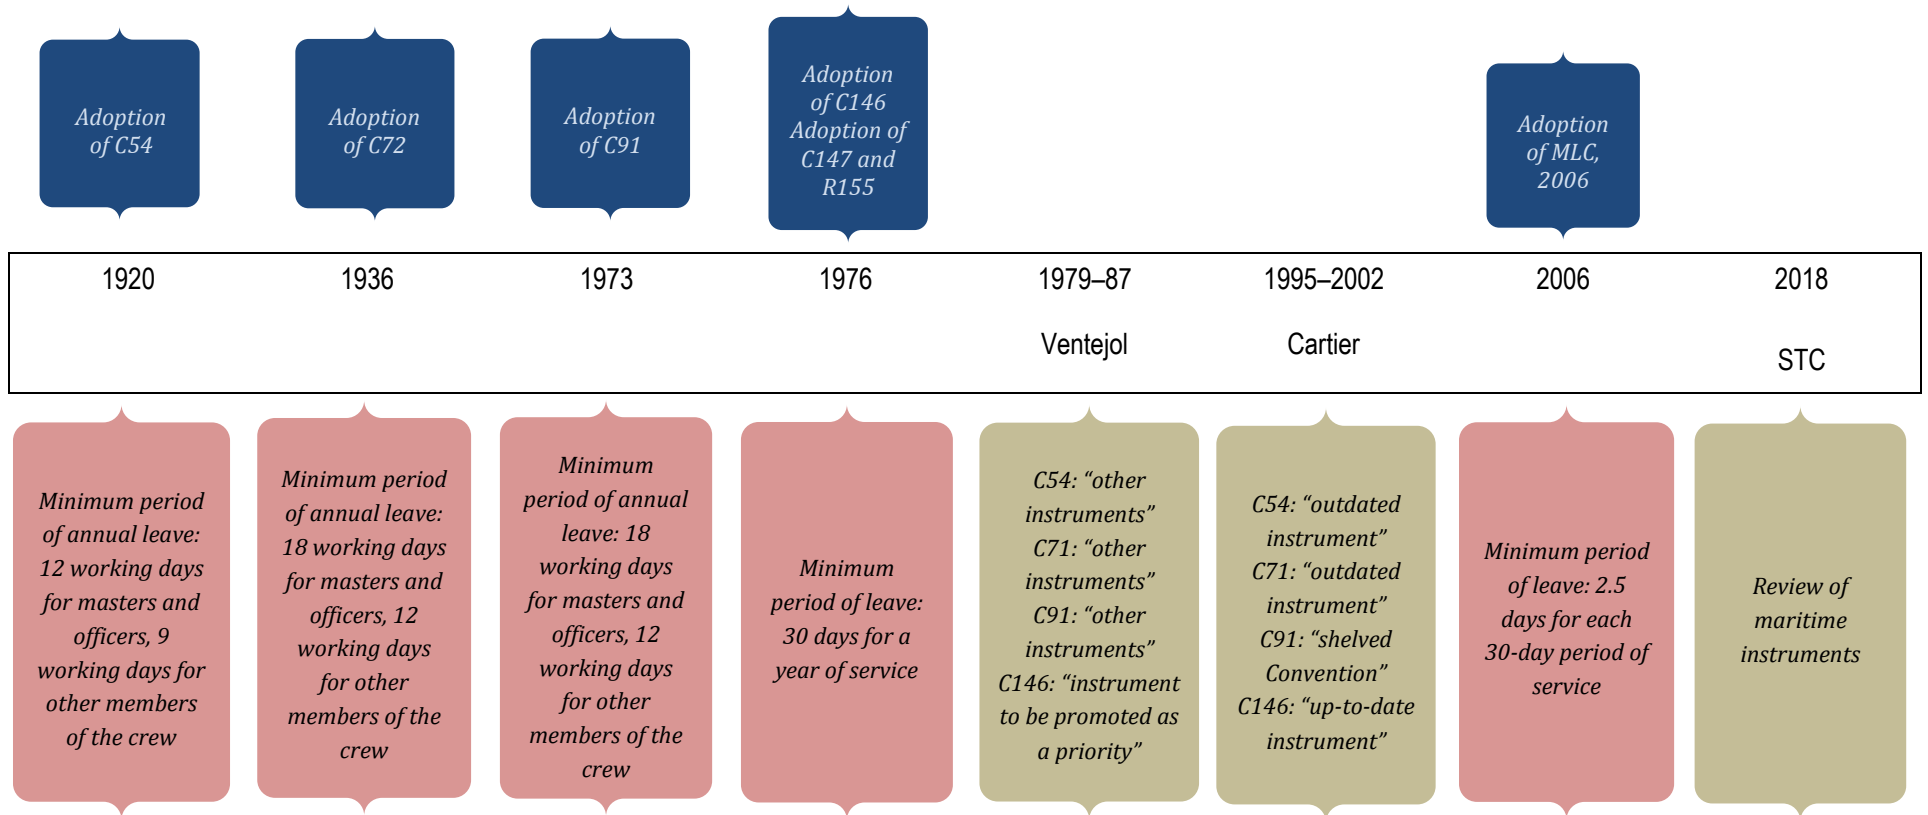 Adoption
of C54
Adoption
of C72
Adoption
of C91
Adoption
of C146
Adoption of
C147 and
R155
Adoption
of MLC,
2006
1920
1936
1973
1976
1979–87
1995–2002
2006
2018
Ventejol
Cartier
STC
Minimum period
of annual leave:
12 working days
for masters and
officers, 9
working days for
other members
of the crew
Minimum period
of annual leave:
18 working days
for masters and
officers, 12
working days
for other
members of the
crew
Minimum
period of annual
leave: 18
working days
for masters and
officers, 12
working days
for other
members of the
crew
Minimum
period of leave:
30 days for a
year of service
C54: “other
instruments”
C71: “other
instruments”
C91: “other
instruments”
C146: “instrument
to be promoted as
a priority”
C54: “outdated
instrument”
C71: “outdated
instrument”
C91: “shelved
Convention”
C146: “up-to-date
instrument”
Minimum period
of leave: 2.5
days for each
30-day period of
service
Review of
maritime
instruments